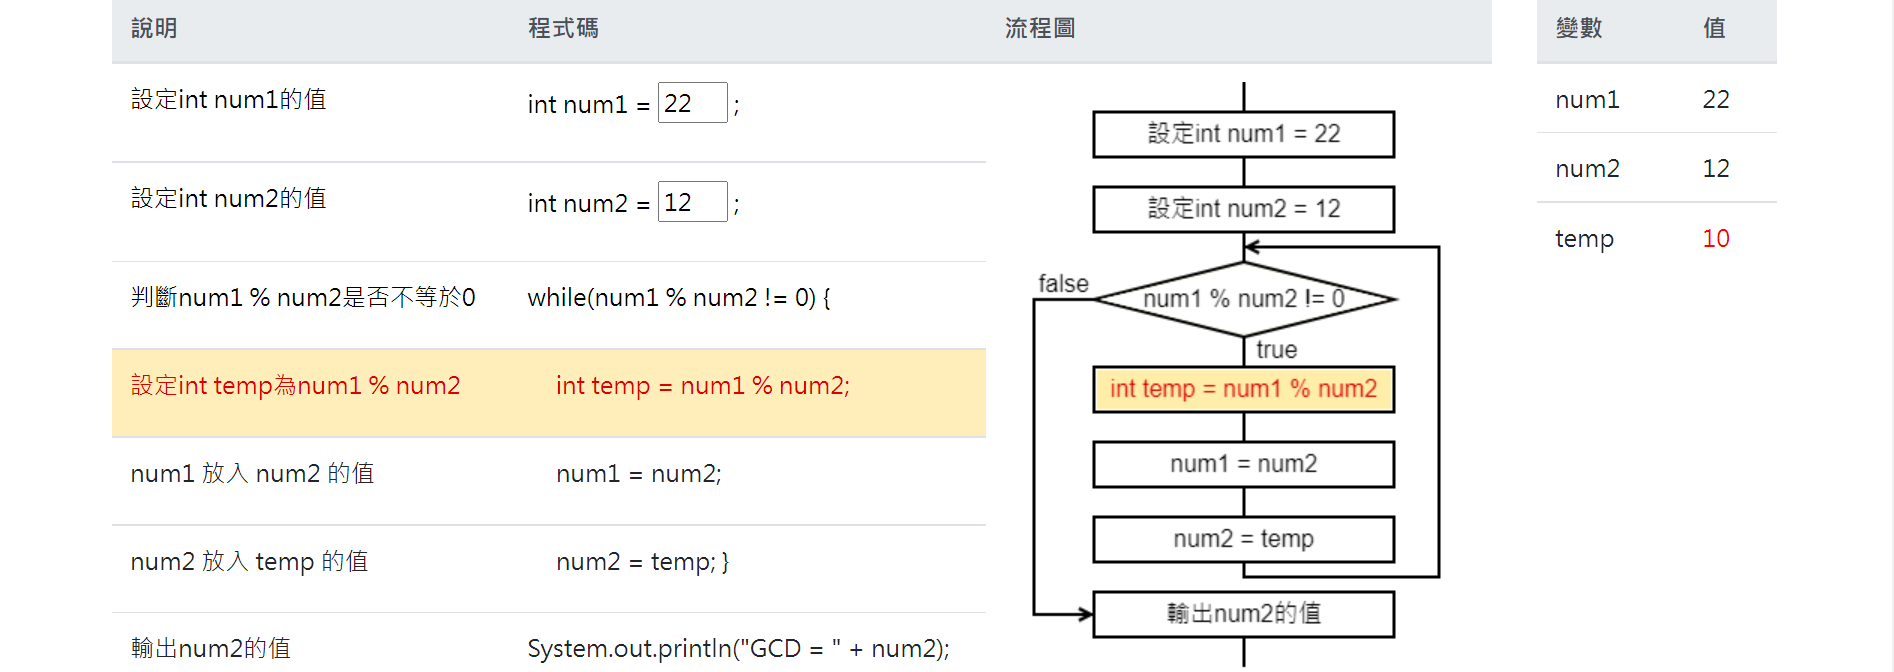 說明 程式碼 流程圖 變數 值
設定int num1的值 int num1 = 22 ;
設定int num2的值 int num2 = 12 ;
判斷num1 % num2是否不等於0 while(num1 % num2 != 0) {
設定int temp為num1 % num2 int temp = num1 % num2;
num1 放入 num2 的值 num1 = num2;
num2 放入 temp 的值 num2 = temp; }
輸出num2的值 System.out.println("GCD = " + num2);
設定int num1 = 22
設定int num2 = 12
false
num1 % num2 != 0
true
int temp = num1 % num2
num1 = num2
num2 = temp
輸出num2的值
num1 22
num2 12
temp 10